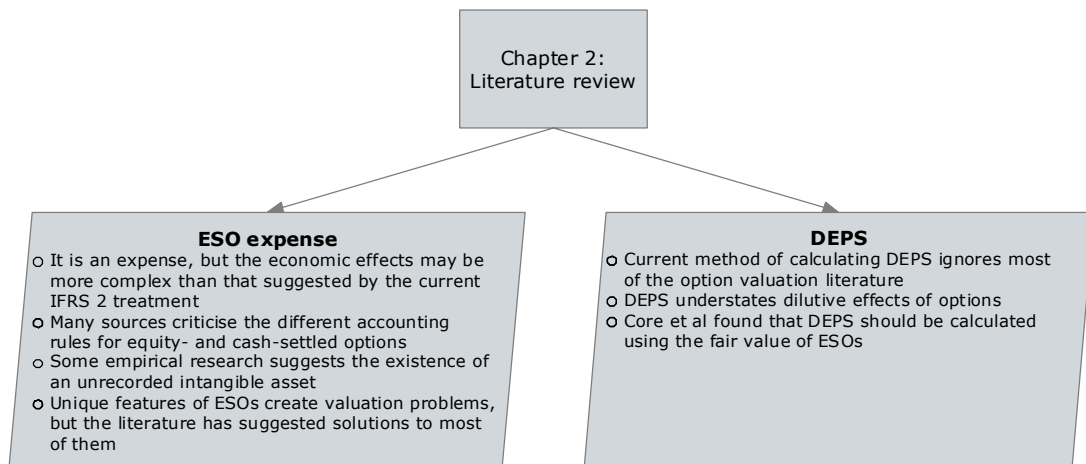 Chapter 2:
Literature review
ESO expense
o It is an expense, but the economic effects may be
more complex than that suggested by the current
IFRS 2 treatment
o Many sources criticise the different accounting
rules for equity- and cash-settled options
o Some empirical research suggests the existence of
an unrecorded intangible asset
o Unique features of ESOs create valuation problems,
but the literature has suggested solutions to most
of them
DEPS
o Current method of calculating DEPS ignores most
of the option valuation literature
o DEPS understates dilutive effects of options
o Core et al found that DEPS should be calculated
using the fair value of ESOs